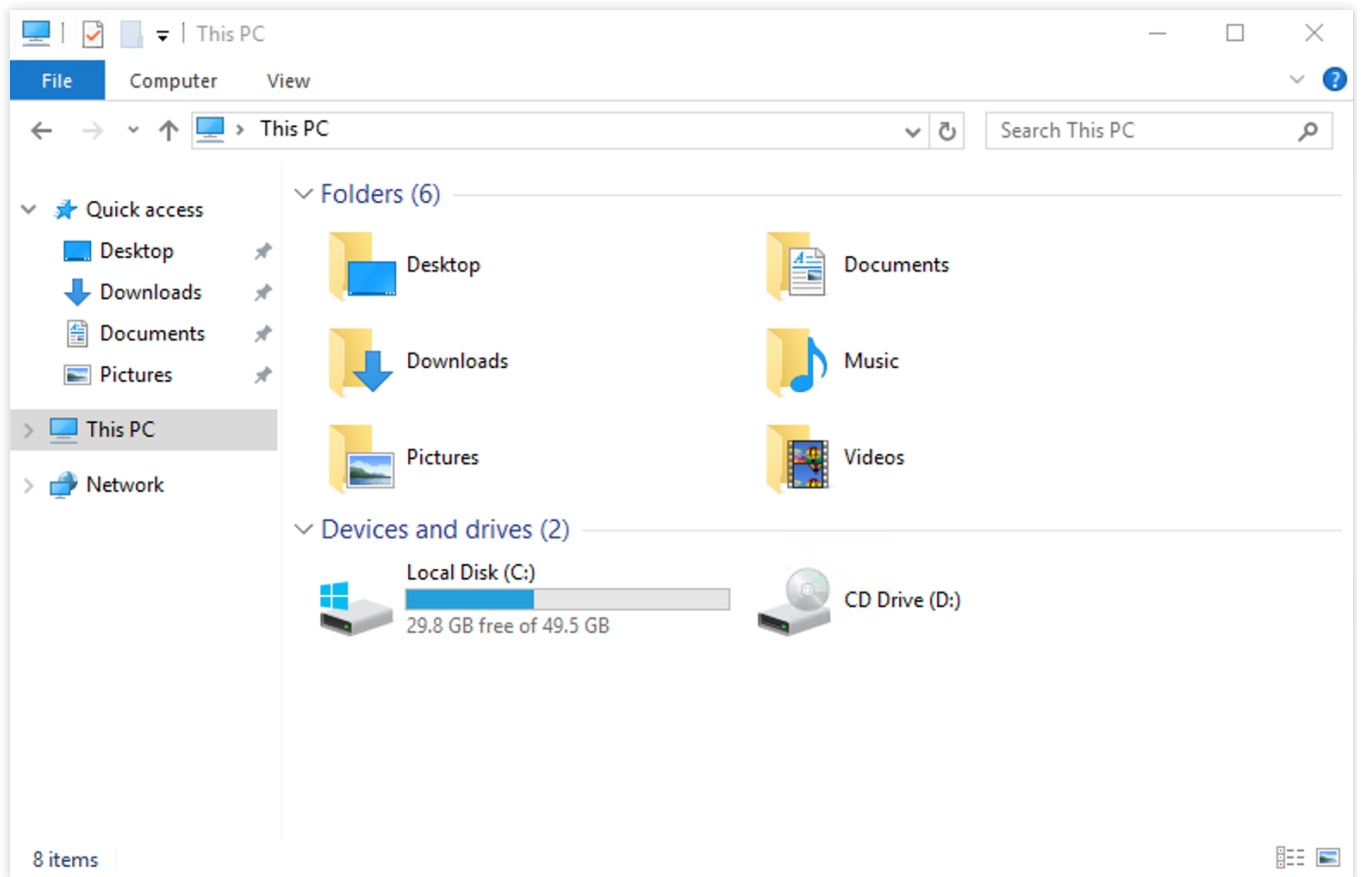 This PC
File Computer View
This PC
Search This PC
Quick access
Desktop
Downloads
Documents
Pictures
This PC
Network
Folders (6)
Desktop
Documents
Downloads
Music
Pictures
Videos
Devices and drives (2)
Local Disk (C:)
29.8 GB free of 49.5 GB
CD Drive (D:)
8 items